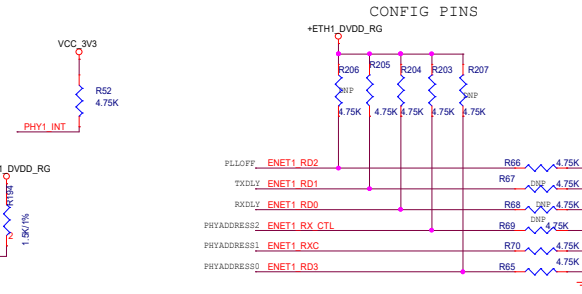 CONFIG PINS
+ETH1_DVDD_RG
VCC_3V3
R52
4.75K
PHY1_INT
R206
R205
R204
R203
R207
DNP
DNP
4.75K
4.75K
4.75K
4.75K
4.75K
1_DVDD_RG
R194
1.5K/1%
2
PLLOFF ENET1_RD2 R66 4.75K
TXDLY ENET1_RD1 R67 DNP 4.75K
RXDLY ENET1_RD0 R68 DNP 4.75K
PHYADDRESS2 ENET1_RX_CTL R69 DNP 4.75K
PHYADDRESS1 ENET1_RXC R70 4.75K
PHYADDRESS0 ENET1_RD3 R65 4.75K